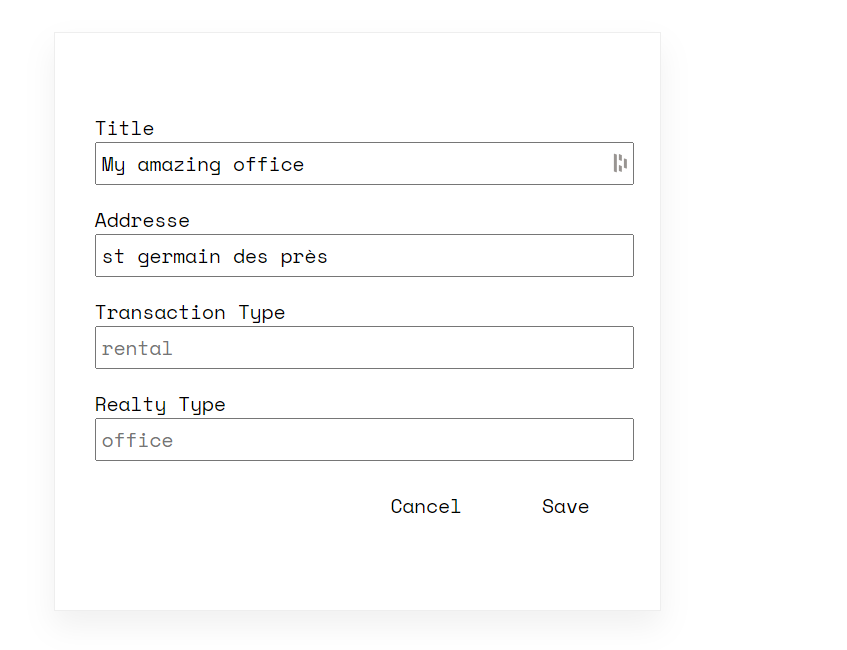 Title
My amazing office
Addresse
st germain des près
Transaction Type
rental
Realty Type
office
Cancel Save